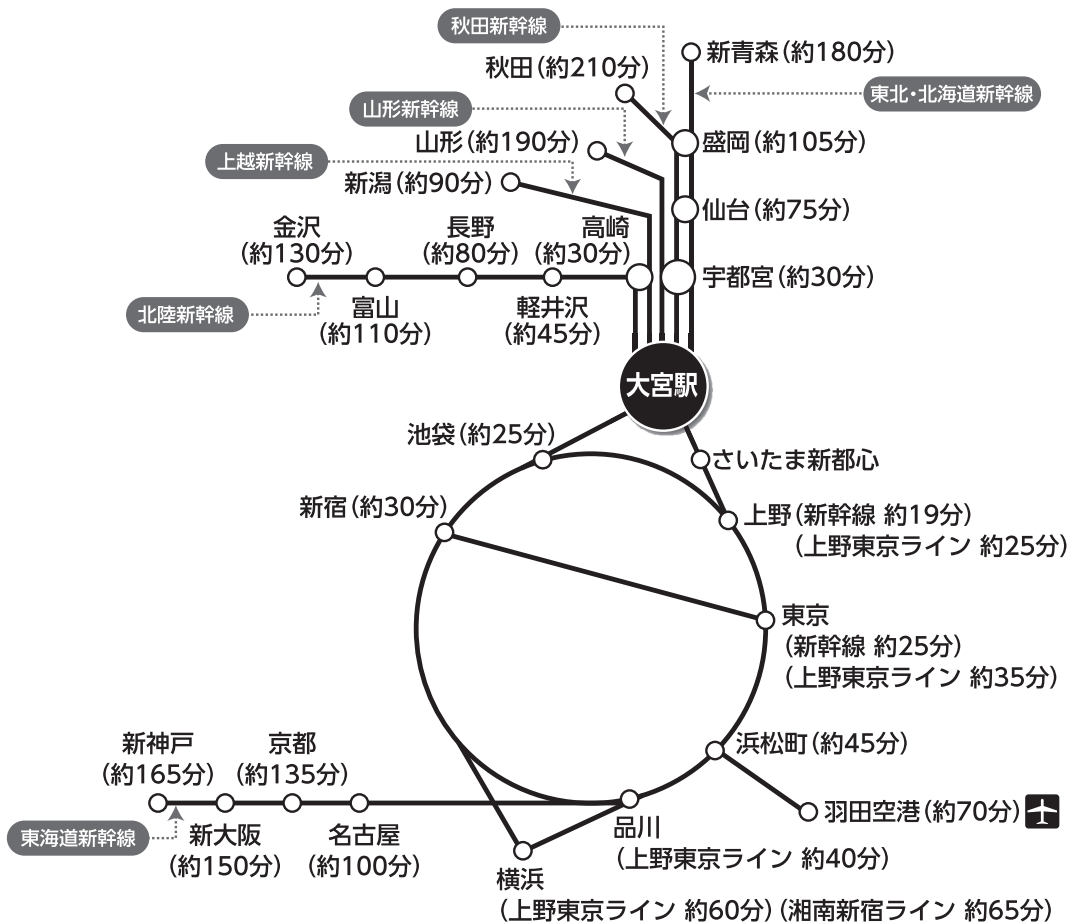 秋田新幹線
新青森(約180分)
秋田(約210分)
東北・北海道新幹線
山形新幹線
山形(約190分)
盛岡(約105分)
上越新幹線
新潟(約90分)
仙台(約75分)
金沢
(約130分)
長野
(約80分)
高崎
(約30分)
宇都宮(約30分)
北陸新幹線
富山
(約110分)
軽井沢
(約45分)
大宮駅
池袋(約25分)
さいたま新都心
新宿(約30分)
上野(新幹線 約19分)
(上野東京ライン 約25分)
東京
(新幹線 約25分)
(上野東京ライン 約35分)
新神戸
(約165分)
京都
(約135分)
浜松町(約45分)
羽田空港(約70分)
東海道新幹線
新大阪
(約150分)
名古屋
(約100分)
品川
(上野東京ライン 約40分)
横浜
(上野東京ライン 約60分)(湘南新宿ライン 約65分)